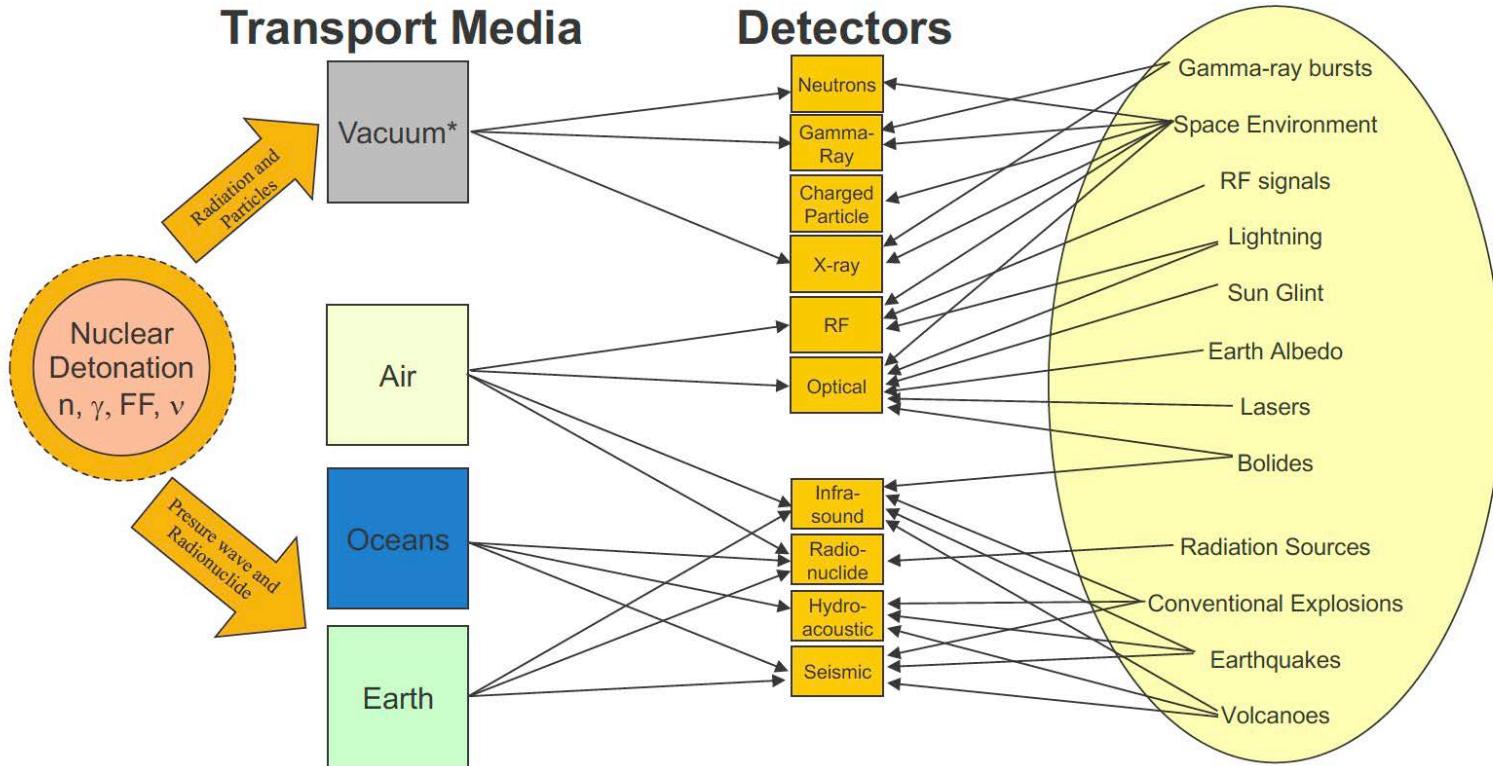 Transport Media
Detectors
Radiation and
Particles
Nuclear
Detonation
n, γ, FF, ν
Presure wave and
Radionuclide
Vacuum*
Air
Oceans
Earth
Neutrons
Gamma-
Ray
Charged
Particle
X-ray
RF
Optical
Infra-
sound
Radio-
nuclide
Hydro-
acoustic
Seismic
Gamma-ray bursts
Space Environment
RF signals
Lightning
Sun Glint
Earth Albedo
Lasers
Bolides
Radiation Sources
Conventional Explosions
Earthquakes
Volcanoes